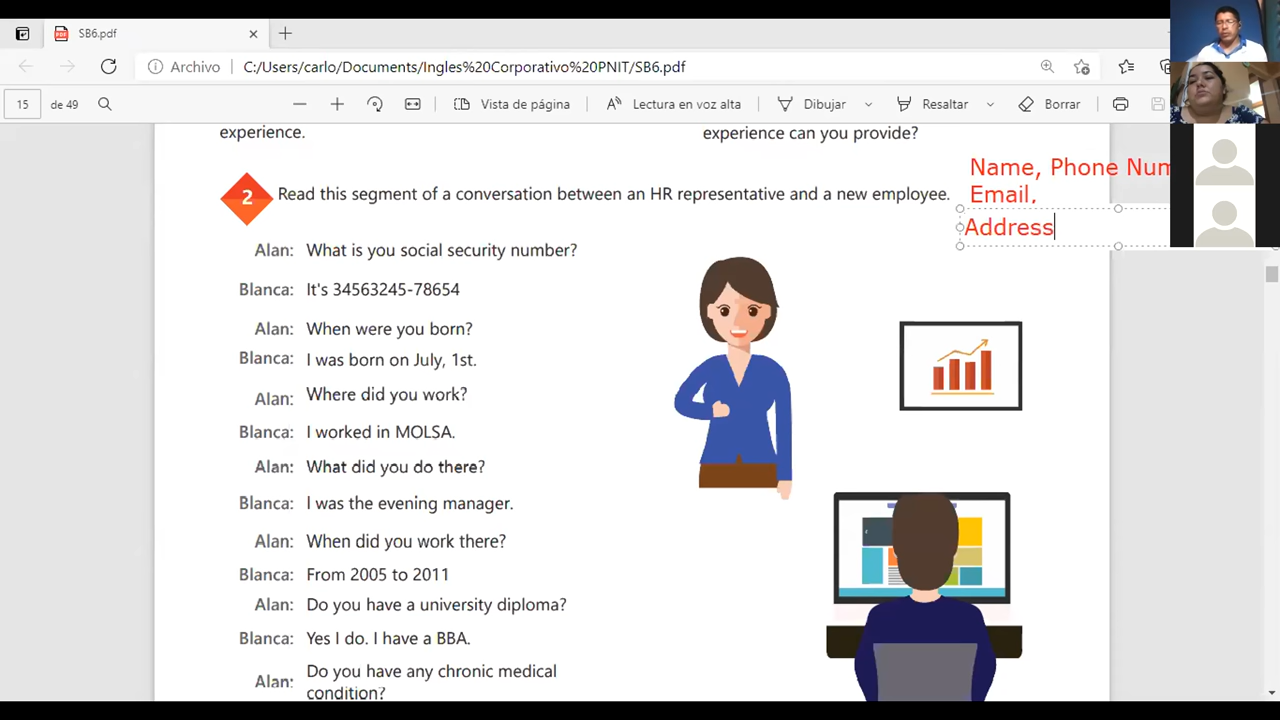 SB6.pdf
Archivo C:/Users/carlo/Documents/Ingles%20Corporativo%20PNIT/SB6.pdf
15 de 49 Vista de página Lectura en voz alta Dibujar Resaltar Borrar
experience. experience can you provide?
Name, Phone Num
Email,
Address
2 Read this segment of a conversation between an HR representative and a new employee.
Alan: What is you social security number?
Blanca: It's 34563245-78654
Alan: When were you born?
Blanca: I was born on July, 1st.
Alan: Where did you work?
Blanca: I worked in MOLSA.
Alan: What did you do there?
Blanca: I was the evening manager.
Alan: When did you work there?
Blanca: From 2005 to 2011
Alan: Do you have a university diploma?
Blanca: Yes I do. I have a BBA.
Alan: Do you have any chronic medical
condition?